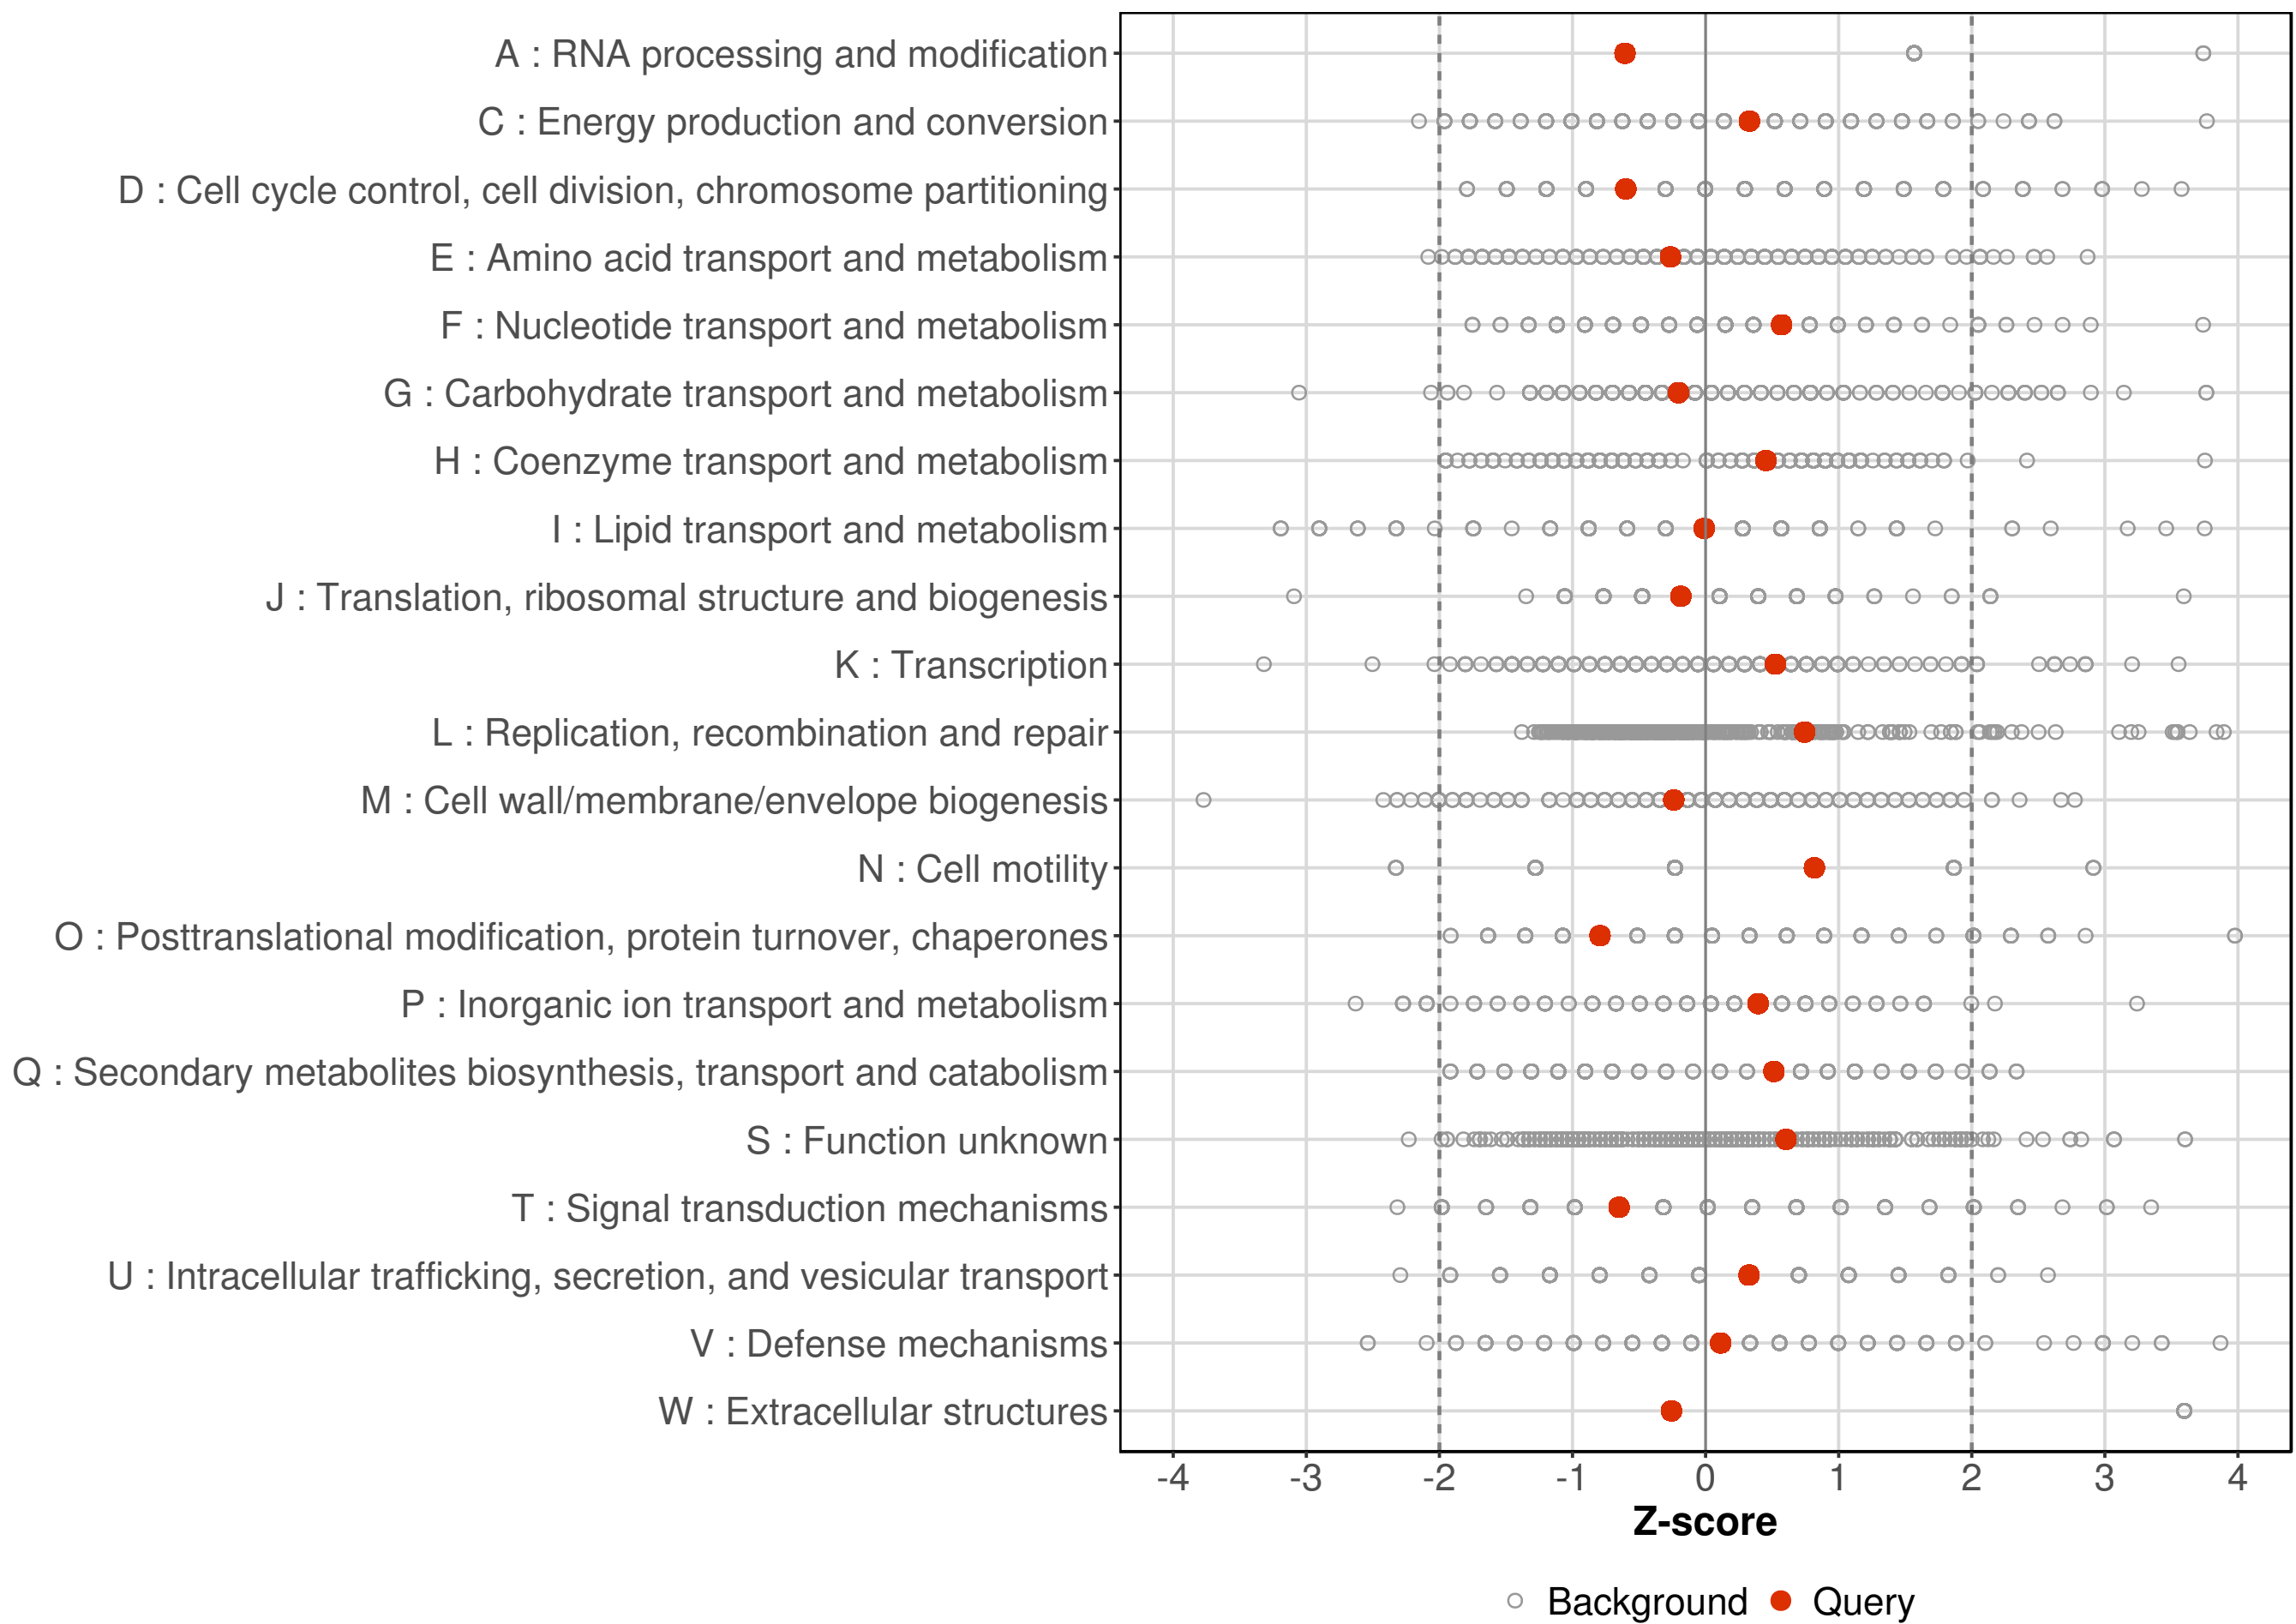 A : RNA processing and modification
C : Energy production and conversion
D : Cell cycle control, cell division, chromosome partitioning
E : Amino acid transport and metabolism
F : Nucleotide transport and metabolism
G : Carbohydrate transport and metabolism
H : Coenzyme transport and metabolism
I : Lipid transport and metabolism
J : Translation, ribosomal structure and biogenesis
K : Transcription
L : Replication, recombination and repair
M : Cell wall/membrane/envelope biogenesis
N : Cell motility
O : Posttranslational modification, protein turnover, chaperones
P : Inorganic ion transport and metabolism
Q : Secondary metabolites biosynthesis, transport and catabolism
S : Function unknown
T : Signal transduction mechanisms
U : Intracellular trafficking, secretion, and vesicular transport
V : Defense mechanisms
W : Extracellular structures
-4 -3 -2 -1 0 1 2 3 4
Z-score
Background Query